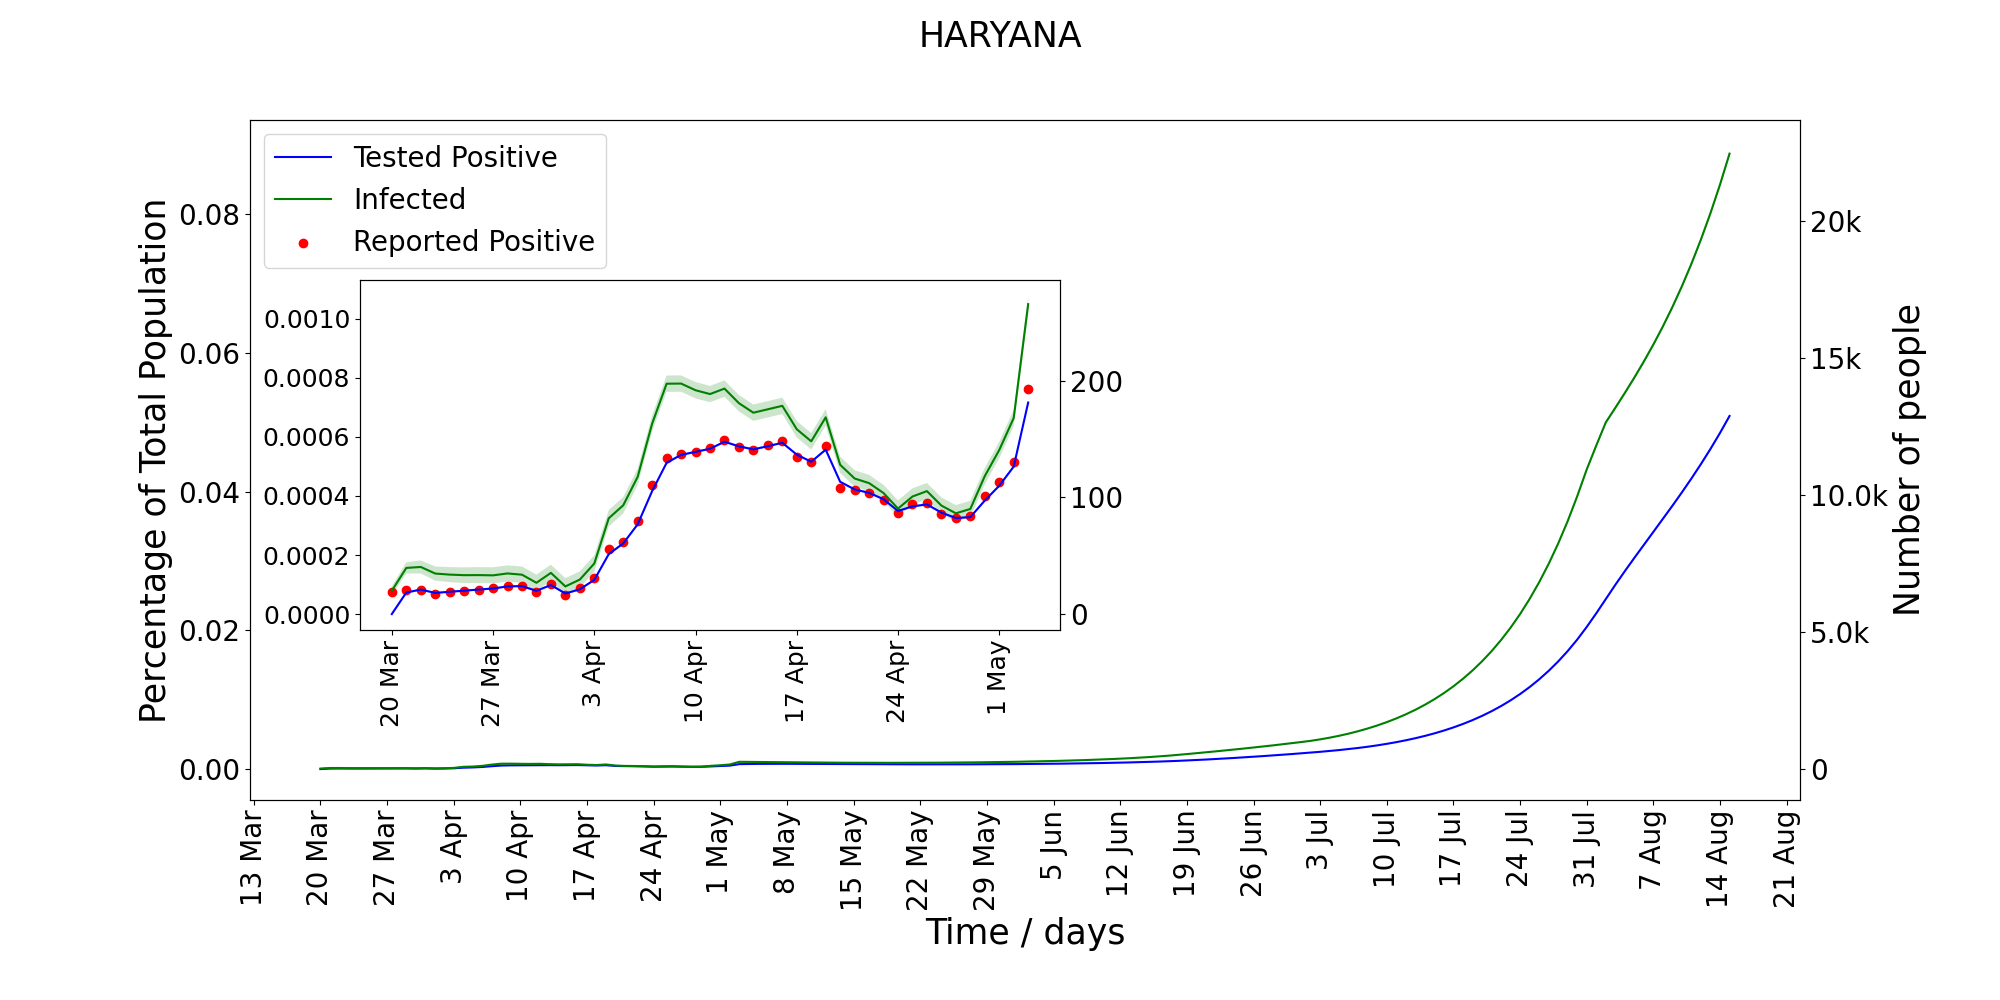 HARYANA
Tested Positive
Infected
Reported Positive
Percentage of Total Population
0.08
0.06
0.04
0.02
0.00
0.0010
0.0008
0.0006
0.0004
0.0002
0.0000
200
100
0
20 Mar
27 Mar
3 Apr
10 Apr
17 Apr
24 Apr
1 May
20k
15k
10.0k
5.0k
0
Number of people
13 Mar
20 Mar
27 Mar
3 Apr
10 Apr
17 Apr
24 Apr
1 May
8 May
15 May
22 May
29 May
5 Jun
12 Jun
19 Jun
26 Jun
3 Jul
10 Jul
17 Jul
24 Jul
31 Jul
7 Aug
14 Aug
21 Aug
Time / days